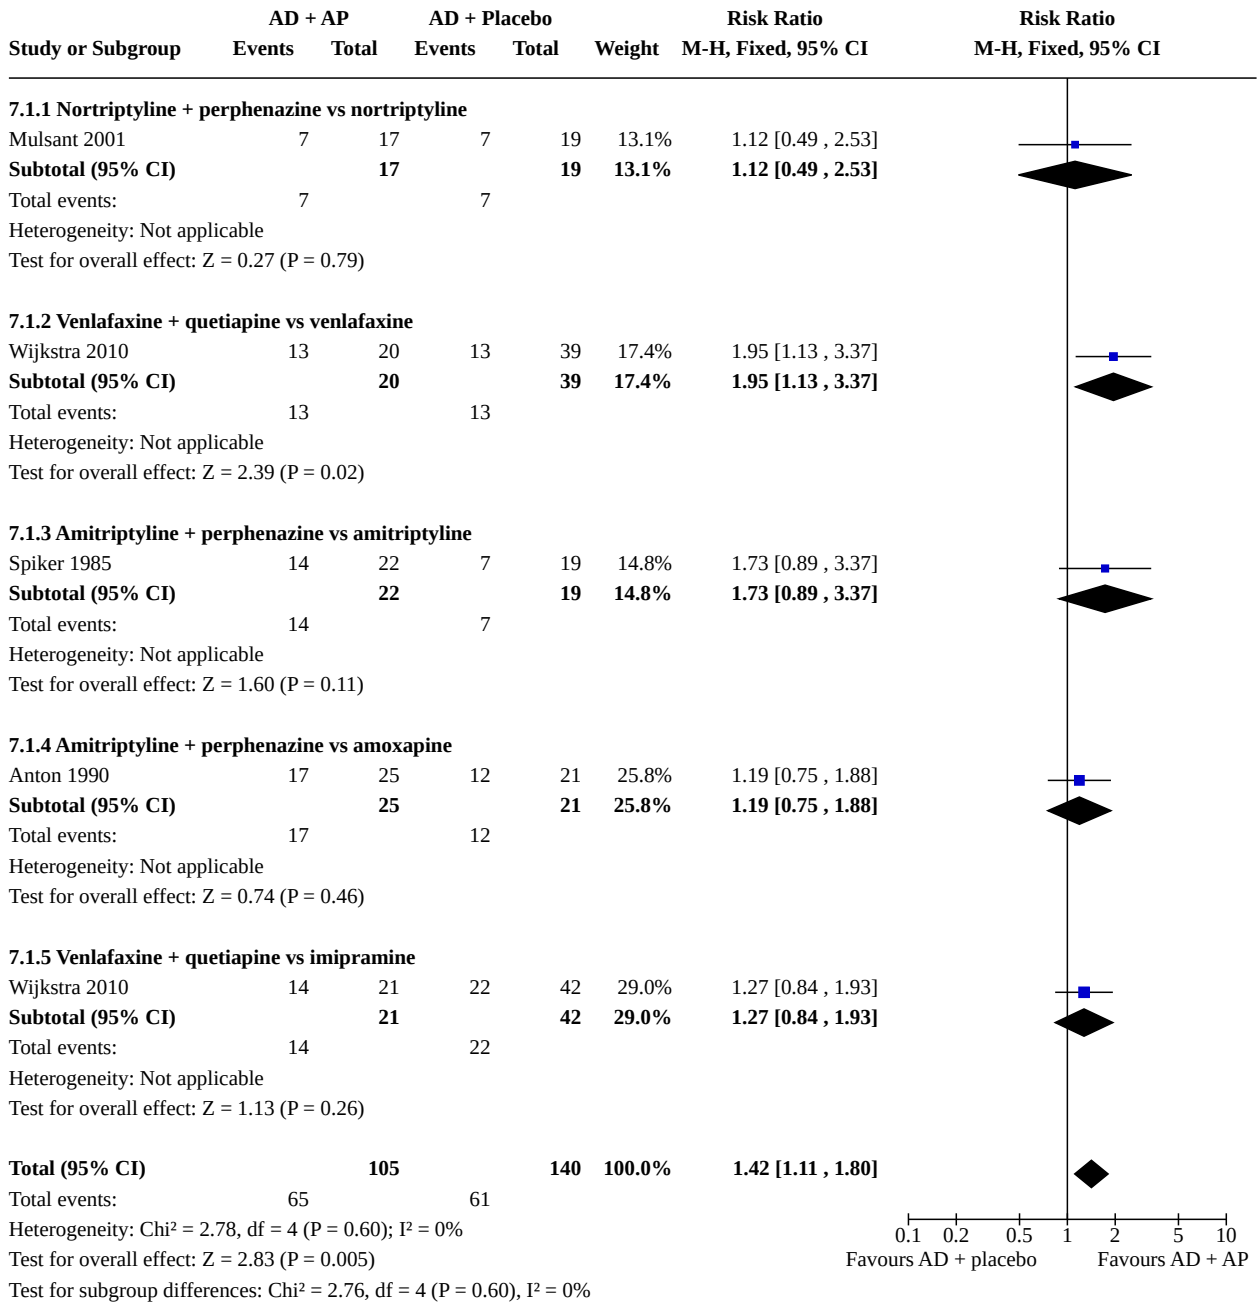 AD + AP AD + Placebo Risk Ratio Risk Ratio
Study or Subgroup Events Total Events Total Weight M-H, Fixed, 95% CI M-H, Fixed, 95% CI
7.1.1 Nortriptyline + perphenazine vs nortriptyline
Mulsant 2001 7 17 7 19 13.1% 1.12 [0.49 , 2.53]
Subtotal (95% CI) 17 19 13.1% 1.12 [0.49 , 2.53]
Total events: 7 7
Heterogeneity: Not applicable
Test for overall effect: Z = 0.27 (P = 0.79)
7.1.2 Venlafaxine + quetiapine vs venlafaxine
Wijkstra 2010 13 20 13 39 17.4% 1.95 [1.13 , 3.37]
Subtotal (95% CI) 20 39 17.4% 1.95 [1.13 , 3.37]
Total events: 13 13
Heterogeneity: Not applicable
Test for overall effect: Z = 2.39 (P = 0.02)
7.1.3 Amitriptyline + perphenazine vs amitriptyline
Spiker 1985 14 22 7 19 14.8% 1.73 [0.89 , 3.37]
Subtotal (95% CI) 22 19 14.8% 1.73 [0.89 , 3.37]
Total events: 14 7
Heterogeneity: Not applicable
Test for overall effect: Z = 1.60 (P = 0.11)
7.1.4 Amitriptyline + perphenazine vs amoxapine
Anton 1990 17 25 12 21 25.8% 1.19 [0.75 , 1.88]
Subtotal (95% CI) 25 21 25.8% 1.19 [0.75 , 1.88]
Total events: 17 12
Heterogeneity: Not applicable
Test for overall effect: Z = 0.74 (P = 0.46)
7.1.5 Venlafaxine + quetiapine vs imipramine
Wijkstra 2010 14 21 22 42 29.0% 1.27 [0.84 , 1.93]
Subtotal (95% CI) 21 42 29.0% 1.27 [0.84 , 1.93]
Total events: 14 22
Heterogeneity: Not applicable
Test for overall effect: Z = 1.13 (P = 0.26)
Total (95% CI) 105 140 100.0% 1.42 [1.11 , 1.80]
Total events: 65 61
Heterogeneity: Chi² = 2.78, df = 4 (P = 0.60); I² = 0%
0.1 0.2 0.5 1 2 5 10
Test for overall effect: Z = 2.83 (P = 0.005)
Favours AD + placebo Favours AD + AP
Test for subgroup differences: Chi² = 2.76, df = 4 (P = 0.60), I² = 0%